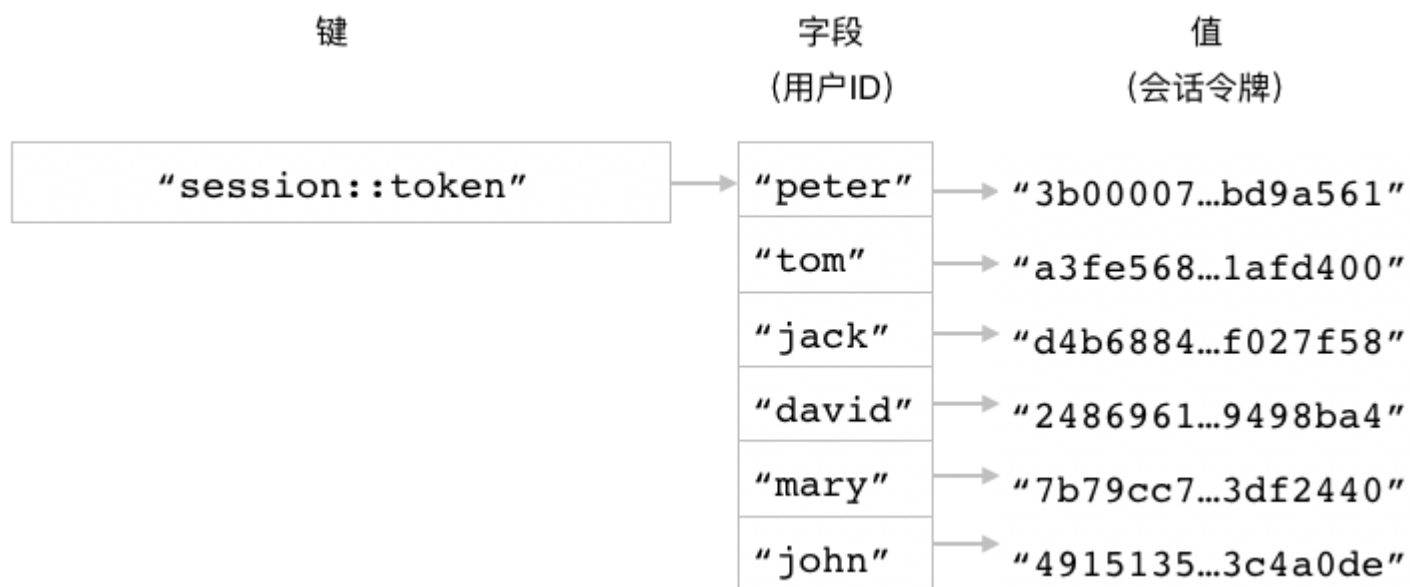 键 字段 值
(用户ID) (会话令牌)
“session::token” “peter” “3b00007…bd9a561”
“tom” “a3fe568…1afd400”
“jack” “d4b6884…f027f58”
“david” “2486961…9498ba4”
“mary” “7b79cc7…3df2440”
“john” “4915135…3c4a0de”